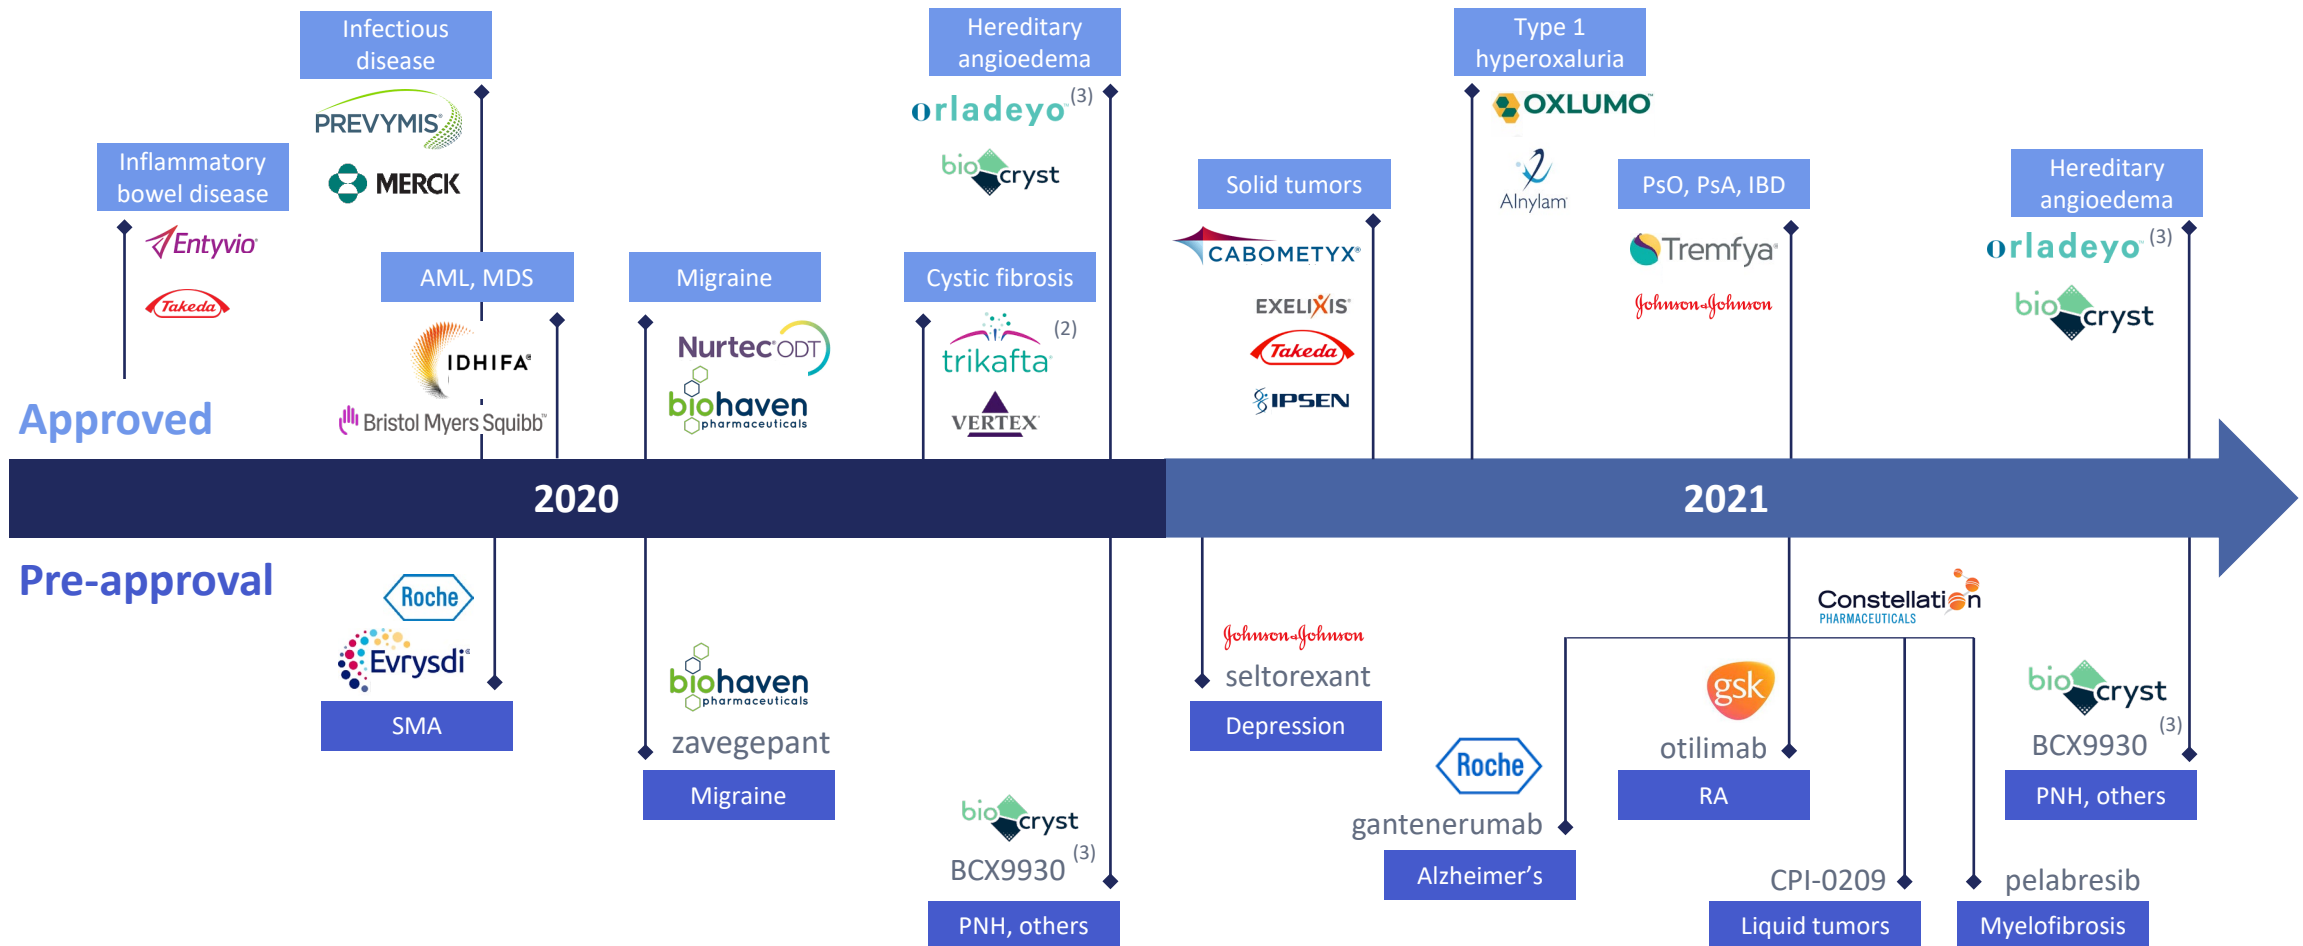 Inflammatory
bowel disease
Entyvio®
Takeda
Infectious
disease
PREVYMIS®
MERCK
AML, MDS
IDHIFA®
Bristol Myers Squibb™
Migraine
Nurtec® ODT
biohaven
pharmaceuticals
Hereditary
angioedema
orladeyo™ (3)
biocryst
Cystic fibrosis
trikafta® (2)
VERTEX
Solid tumors
CABOMETYX®
EXELIXIS®
Takeda
IPSEN
Type 1
hyperoxaluria
OXLUMO™
Alnylam
PsO, PsA, IBD
Tremfya®
Johnson & Johnson
Hereditary
angioedema
orladeyo™ (3)
biocryst
Approved
2020
2021
Pre-approval
Roche
Evrysdi®
SMA
biohaven
pharmaceuticals
zavegepant
Migraine
biocryst
BCX9930 (3)
PNH, others
Johnson & Johnson
seltorexant
Depression
Constellation
PHARMACEUTICALS
Roche
gantenerumab
Alzheimer’s
gsk
otilimab
RA
CPI-0209
Liquid tumors
pelabresib
Myelofibrosis
biocryst
BCX9930 (3)
PNH, others